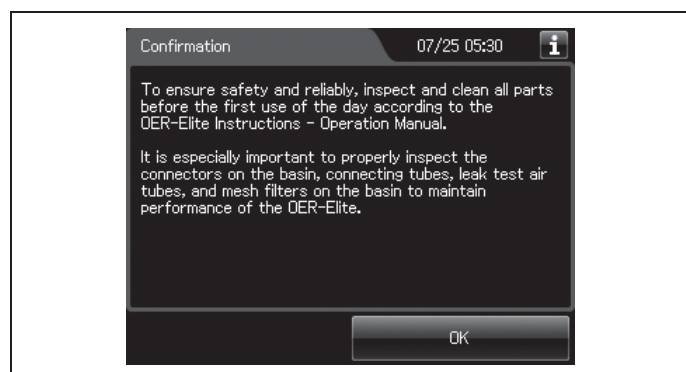 Confirmation
07/25 05:30
i
To ensure safety and reliably, inspect and clean all parts
before the first use of the day according to the
OER-Elite Instructions - Operation Manual.
It is especially important to properly inspect the
connectors on the basin, connecting tubes, leak test air
tubes, and mesh filters on the basin to maintain
performance of the OER-Elite.
OK